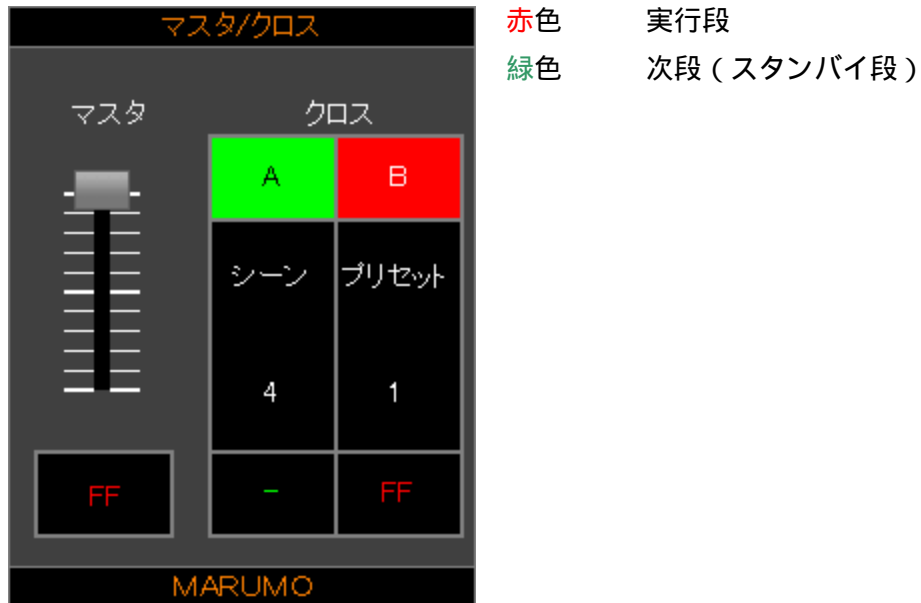 マスタ/クロス
赤色 実行段
緑色 次段(スタンバイ段)
マスタ クロス
A B
シーン プリセット
4 1
FF - FF
MARUMO